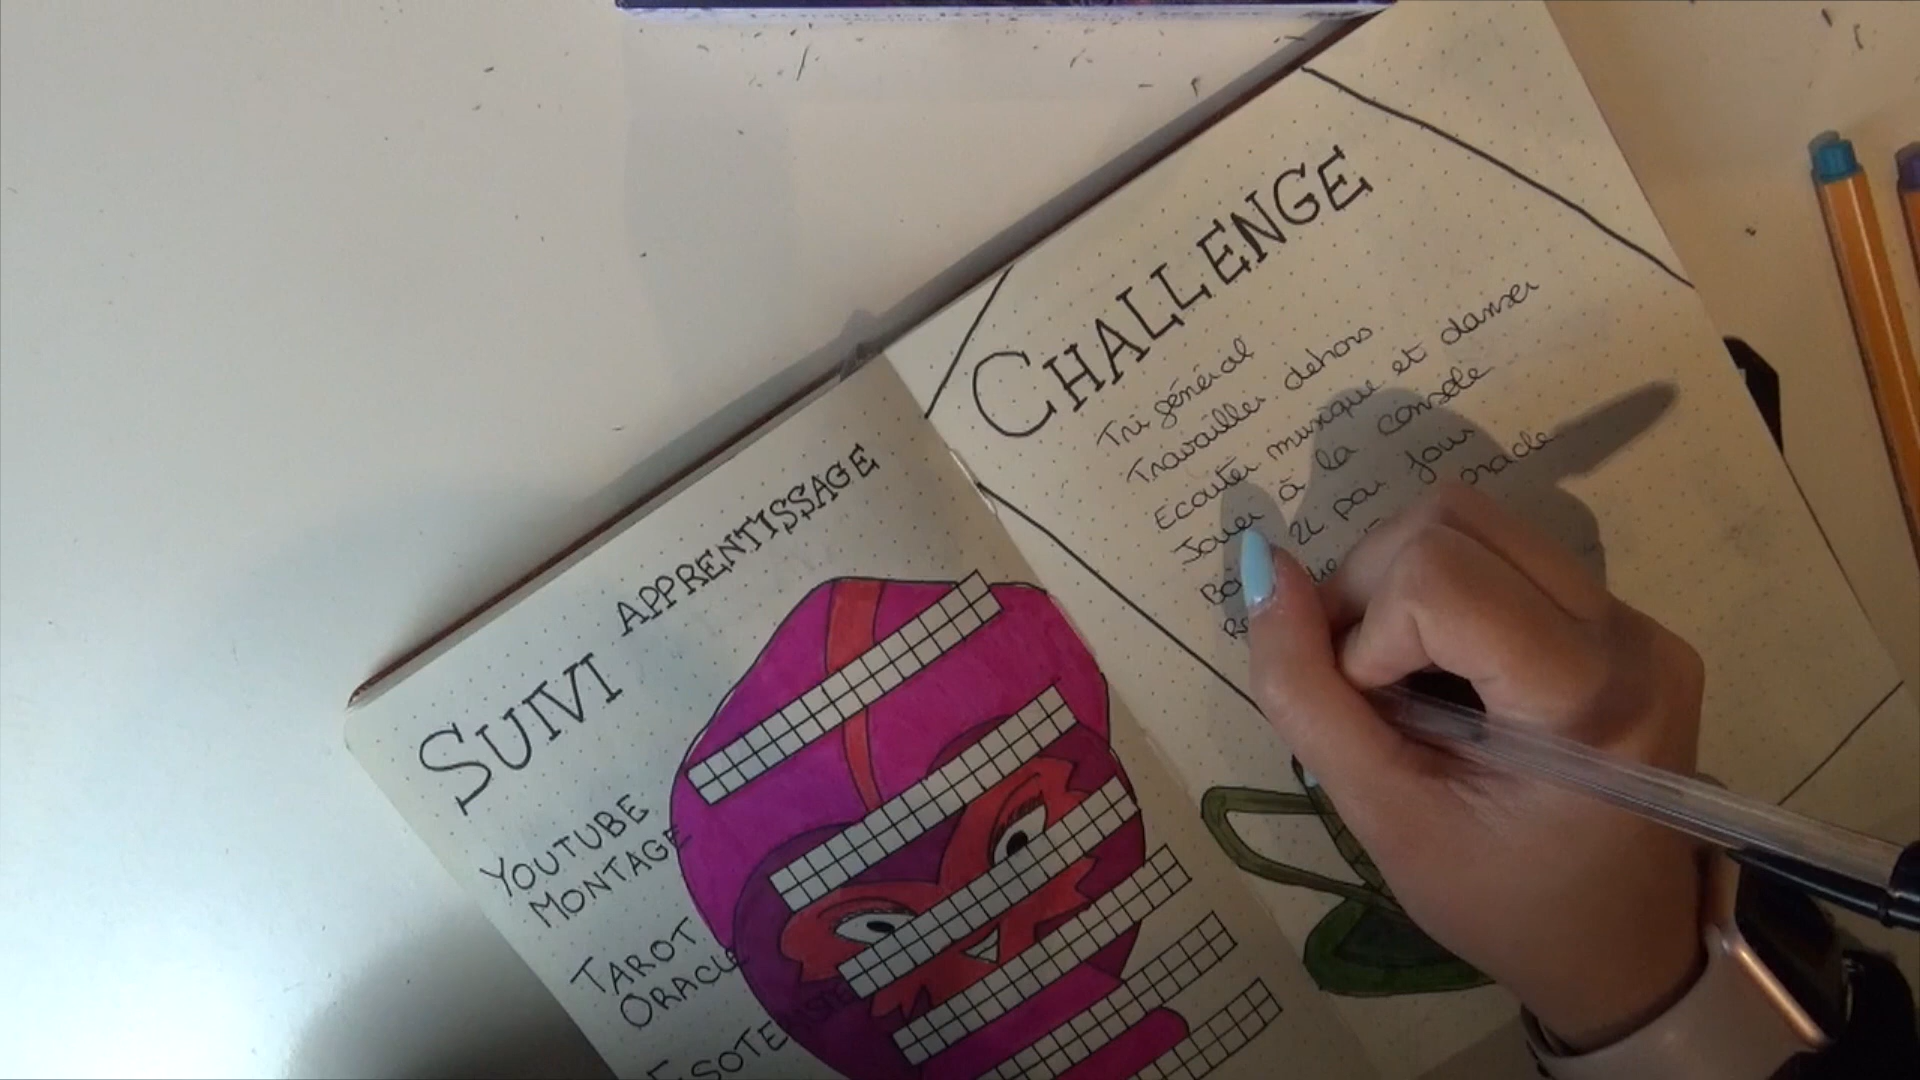 SUIVI APPRENTISSAGE
YOUTUBE
MONTAGE
TAROT
ORACLE
CHALLENGE
Tri général
Travailler dehors
Ecouter musique et danser
Jouer à la console
2L par jour
oracle